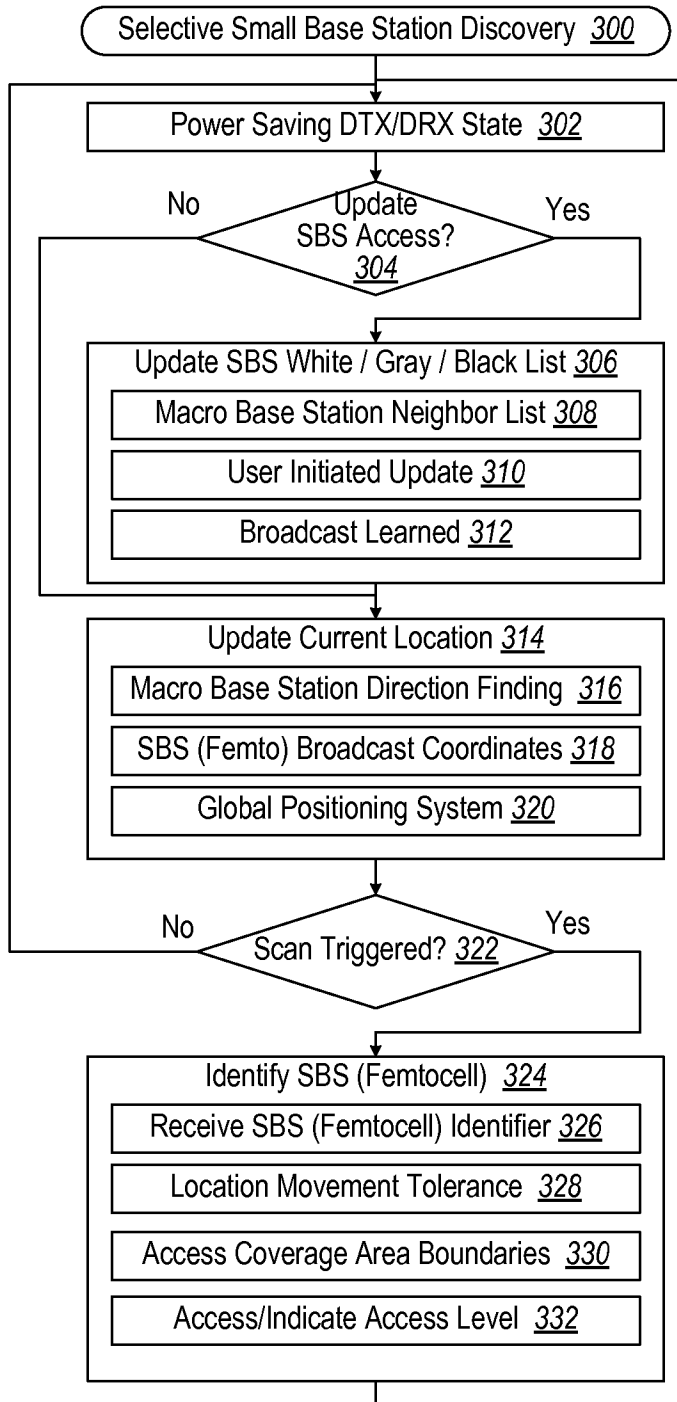 Selective Small Base Station Discovery 300
Power Saving DTX/DRX State 302
No
Update
Yes
SBS Access?
304
Update SBS White / Gray / Black List 306
Macro Base Station Neighbor List 308
User Initiated Update 310
Broadcast Learned 312
Update Current Location 314
Macro Base Station Direction Finding 316
SBS (Femto) Broadcast Coordinates 318
Global Positioning System 320
No
Scan Triggered? 322
Yes
Identify SBS (Femtocell) 324
Receive SBS (Femtocell) Identifier 326
Location Movement Tolerance 328
Access Coverage Area Boundaries 330
Access/Indicate Access Level 332